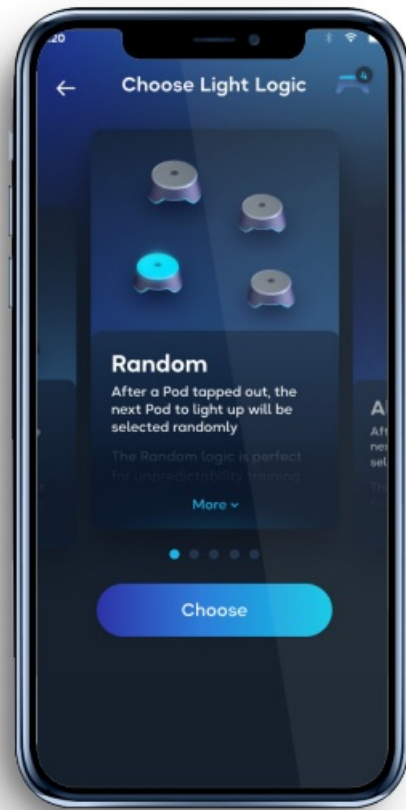 :20
Choose Light Logic
4
Random
After a Pod tapped out, the
next Pod to light up will be
selected randomly
The Random logic is perfect
for unpredictability training
More
Choose